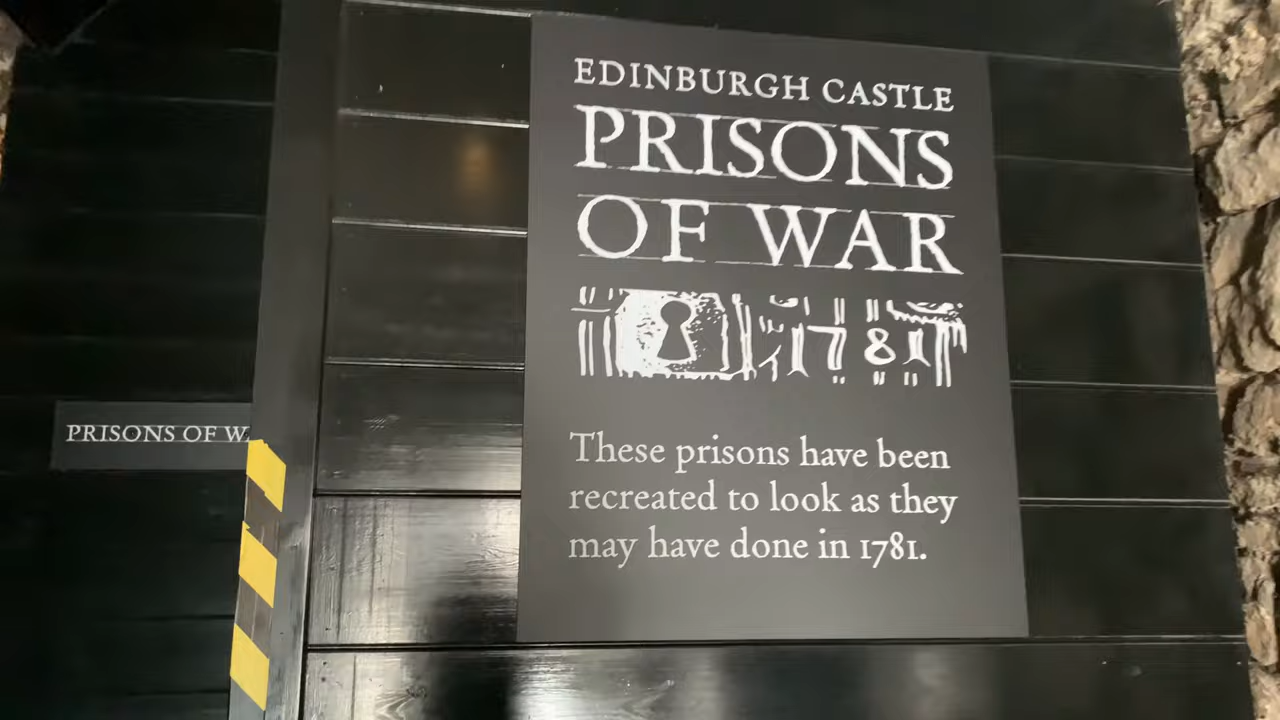 EDINBURGH CASTLE
PRISONS
OF WAR
1781
These prisons have been
recreated to look as they
may have done in 1781.
PRISONS OF W